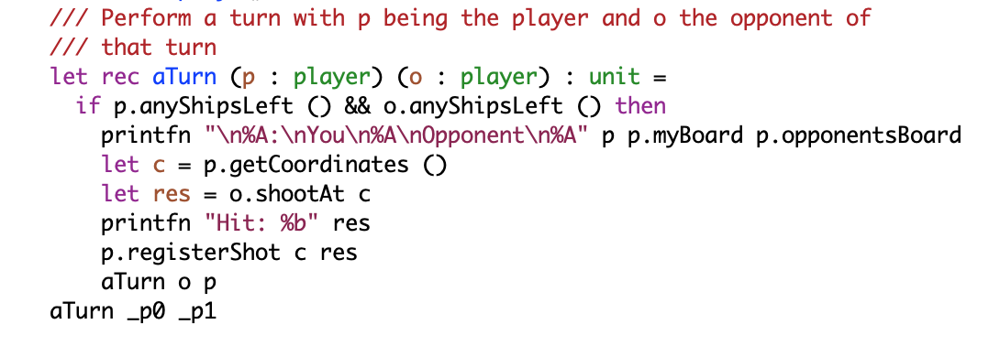 /// Perform a turn with p being the player and o the opponent of
/// that turn
let rec aTurn (p : player) (o : player) : unit =
  if p.anyShipsLeft () && o.anyShipsLeft () then
    printfn "\n%A:\nYou\n%A\nOpponent\n%A" p p.myBoard p.opponentsBoard
    let c = p.getCoordinates ()
    let res = o.shootAt c
    printfn "Hit: %b" res
    p.registerShot c res
    aTurn o p
aTurn _p0 _p1